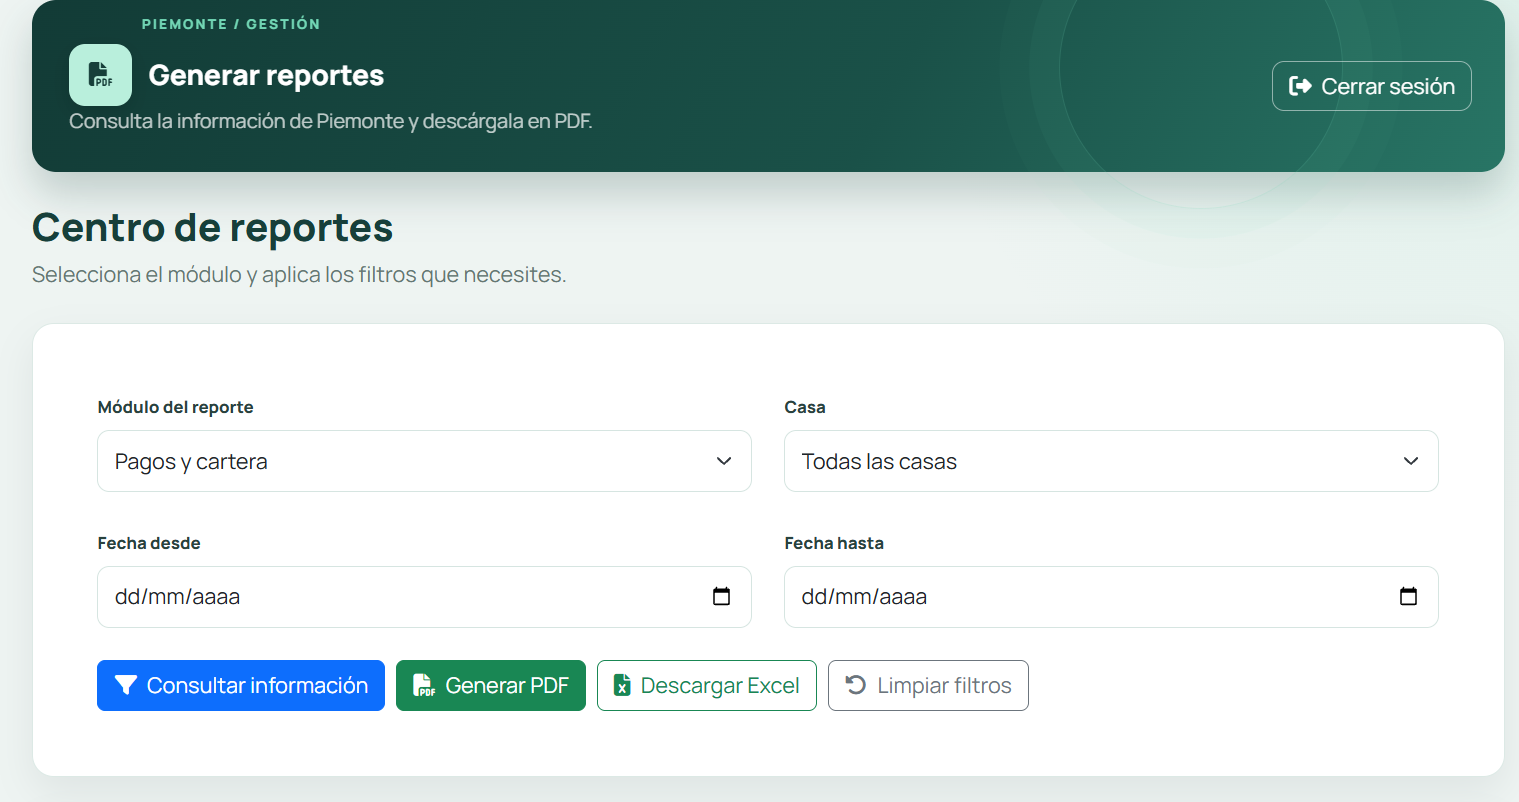 PIEMONTE / GESTIÓN
PDF
Generar reportes
Consulta la información de Piemonte y descárgala en PDF.
Cerrar sesión
Centro de reportes
Selecciona el módulo y aplica los filtros que necesites.
Módulo del reporte
Casa
Pagos y cartera
Todas las casas
Fecha desde
Fecha hasta
dd/mm/aaaa
dd/mm/aaaa
Consultar información
PDF Generar PDF
X Descargar Excel
Limpiar filtros